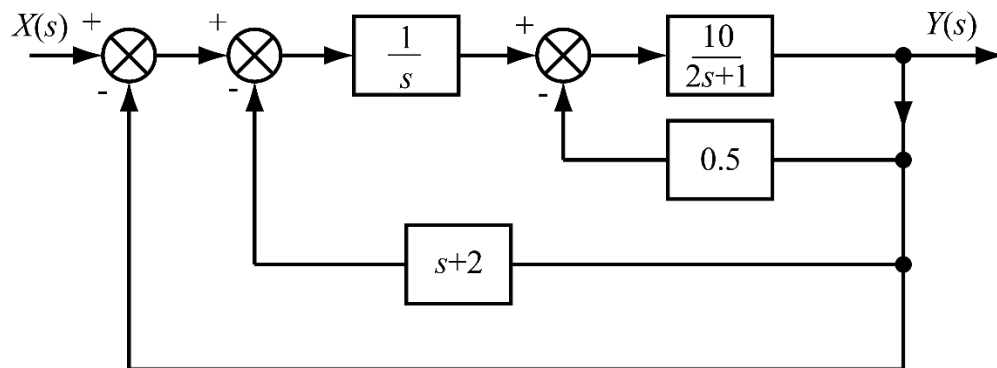 X(s) + + 1/s + 10/(2s+1) Y(s)
- - -
0.5
s+2